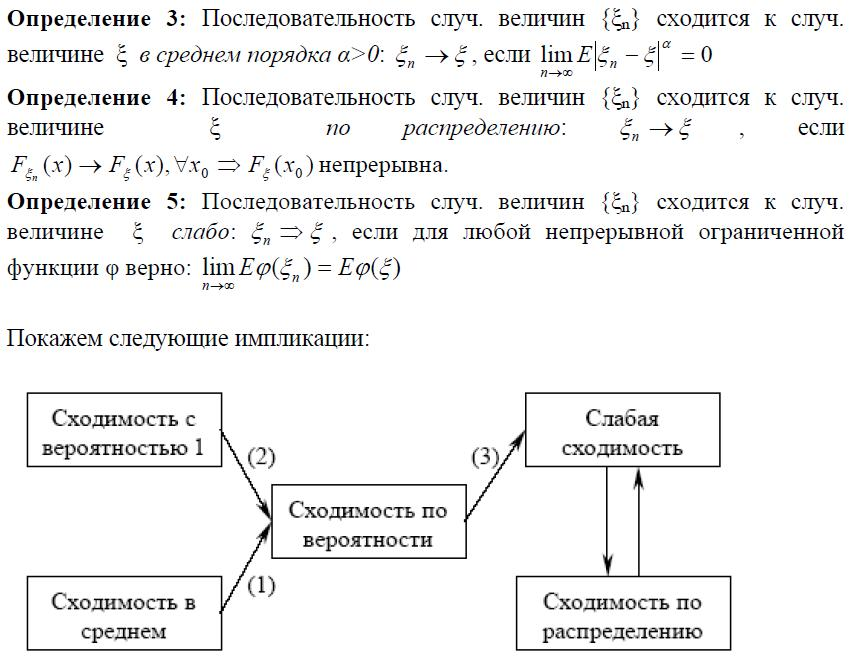 Определение 3: Последовательность случ. величин {ξn} сходится к случ.
величине ξ в среднем порядка α>0: ξₙ → ξ, если lim E|ξₙ − ξ|^α = 0
n→∞
Определение 4: Последовательность случ. величин {ξn} сходится к случ.
величине ξ по распределению: ξₙ → ξ , если
F_ξₙ(x) → F_ξ(x), ∀x₀ ⇒ F_ξ(x₀) непрерывна.
Определение 5: Последовательность случ. величин {ξn} сходится к случ.
величине ξ слабо: ξₙ ⇒ ξ , если для любой непрерывной ограниченной
функции φ верно: lim Eφ(ξₙ) = Eφ(ξ)
n→∞
Покажем следующие импликации:
Сходимость с
вероятностью 1
(2)
Сходимость по
вероятности
(3)
Слабая
сходимость
Сходимость в
среднем
(1)
Сходимость по
распределению